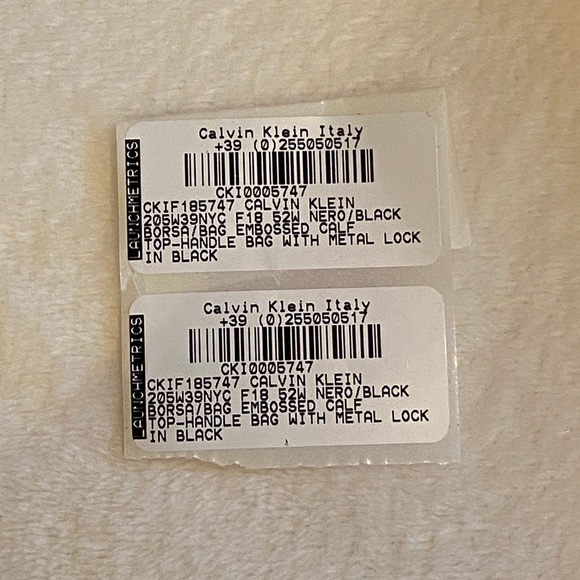 LAUNCHMETRICS
Calvin Klein Italy
+39 (0)255050517
CKI0005747
CKIF185747 CALVIN KLEIN
205W39NYC F18 52W NERO/BLACK
BORSA/BAG EMBOSSED CALF
TOP-HANDLE BAG WITH METAL LOCK
IN BLACK
LAUNCHMETRICS
Calvin Klein Italy
+39 (0)255050517
CKI0005747
CKIF185747 CALVIN KLEIN
205W39NYC F18 52W NERO/BLACK
BORSA/BAG EMBOSSED CALF
TOP-HANDLE BAG WITH METAL LOCK
IN BLACK